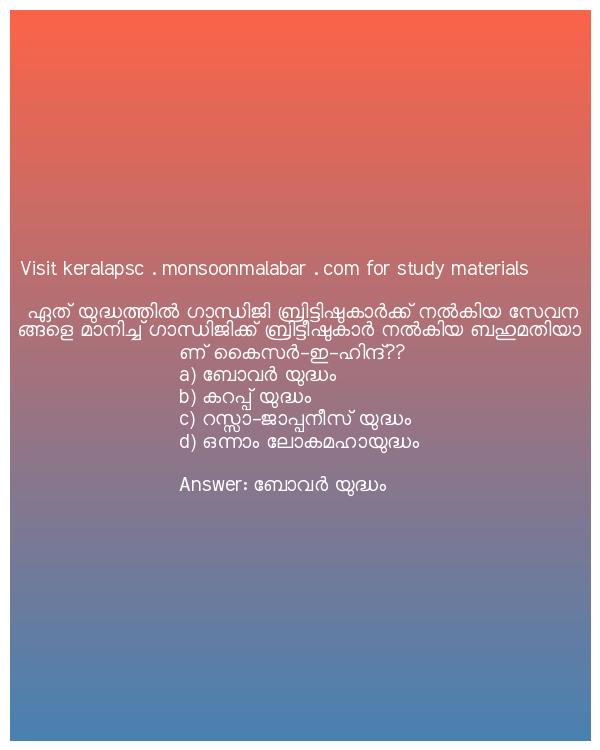 Visit keralapsc . monsoonmalabar . com for study materials
ഏത് യുദ്ധത്തിൽ ഗാന്ധിജി ബ്രിട്ടിഷുകാർക്ക് നൽകിയ സേവന
ങ്ങളെ മാനിച്ച് ഗാന്ധിജിക്ക് ബ്രിട്ടീഷുകാർ നൽകിയ ബഹുമതിയാ
ണ് കൈസർ-ഇ-ഹിന്ദ്??
a) ബോവർ യുദ്ധം
b) കറപ്പ് യുദ്ധം
c) റസ്സോ-ജാപ്പനീസ് യുദ്ധം
d) ഒന്നാം ലോകമഹായുദ്ധം
Answer: ബോവർ യുദ്ധം